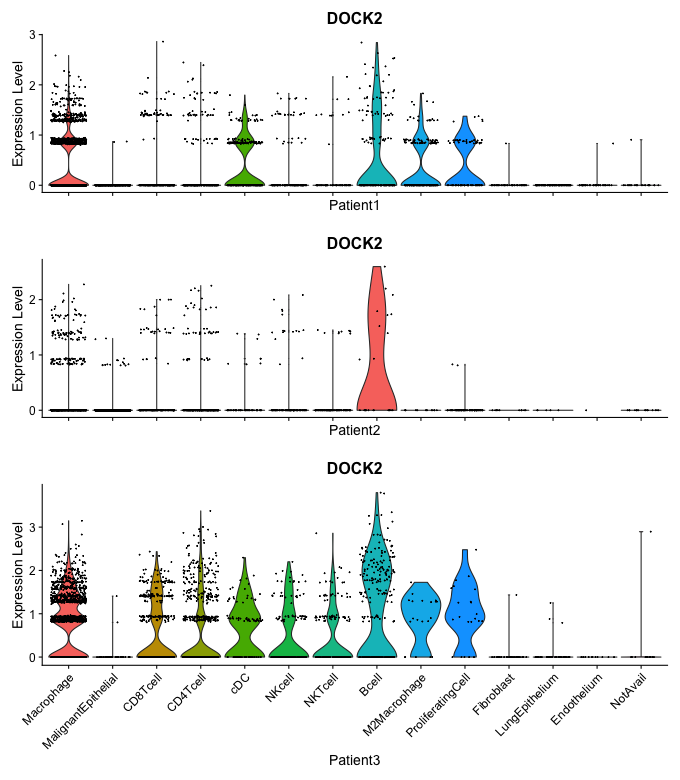 DOCK2
Expression Level
3
2
1
0
Patient1
DOCK2
Expression Level
2
1
0
Patient2
DOCK2
Expression Level
3
2
1
0
Macrophage
MalignantEpithelial
CD8Tcell
CD4Tcell
cDC
NKcell
NKTcell
Bcell
M2Macrophage
ProliferatingCell
Fibroblast
LungEpithelium
Endothelium
NotAvail
Patient3